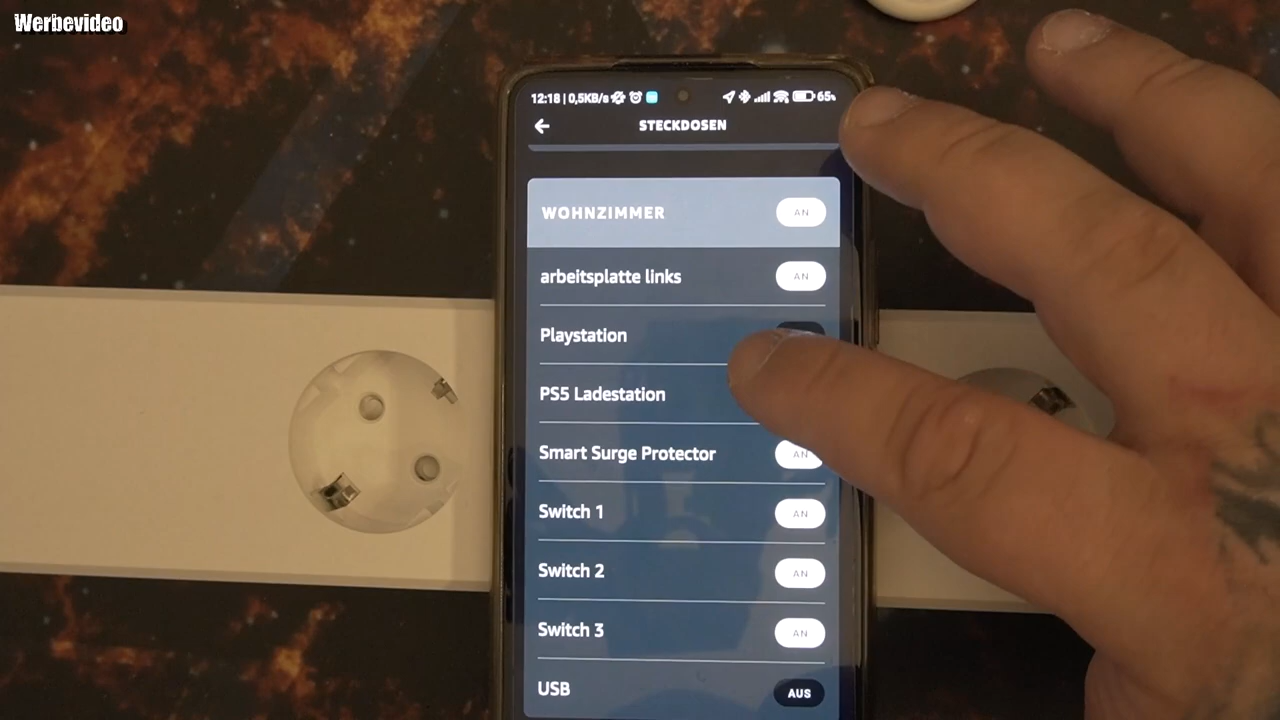 Werbevideo
12:18 | 0,5KB/s
65%
STECKDOSEN
WOHNZIMMER AN
arbeitsplatte links AN
Playstation
PS5 Ladestation
Smart Surge Protector AN
Switch 1 AN
Switch 2 AN
Switch 3 AN
USB AUS